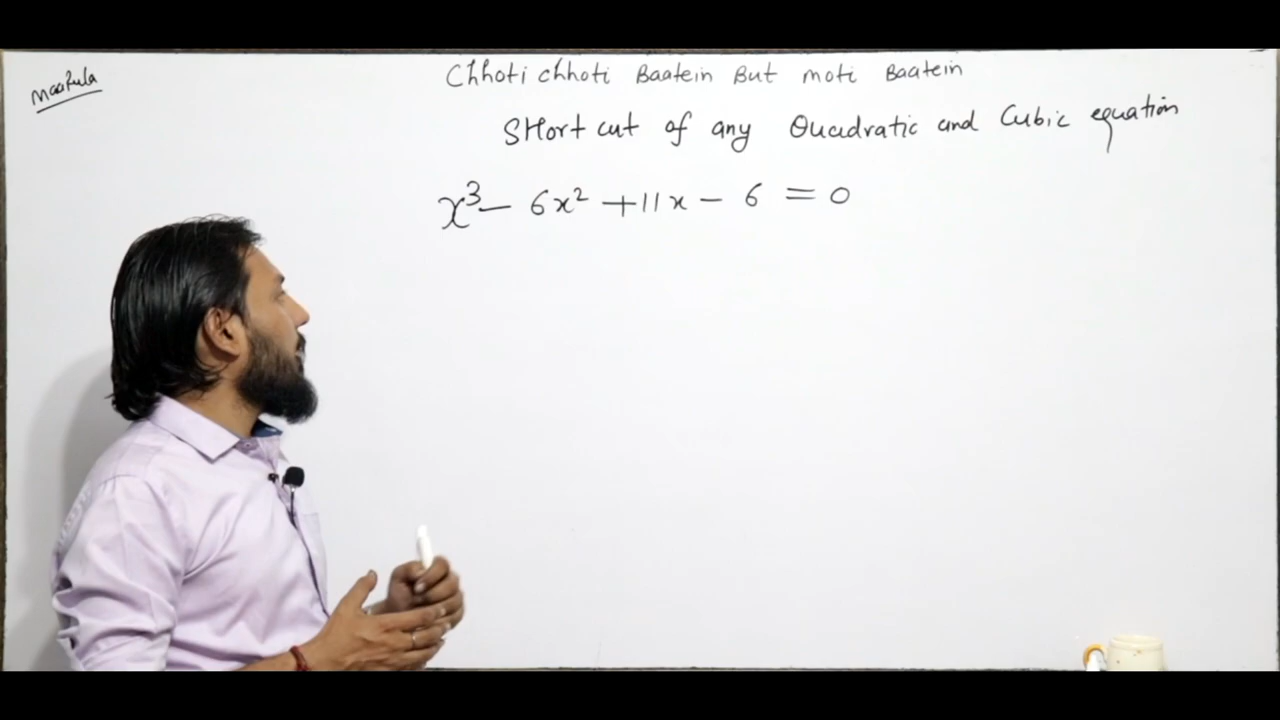 Maatula
Chhoti chhoti Baatein But moti Baatein
SHort cut of any Quadratic and Cubic equation
x³ - 6x² + 11x - 6 = 0